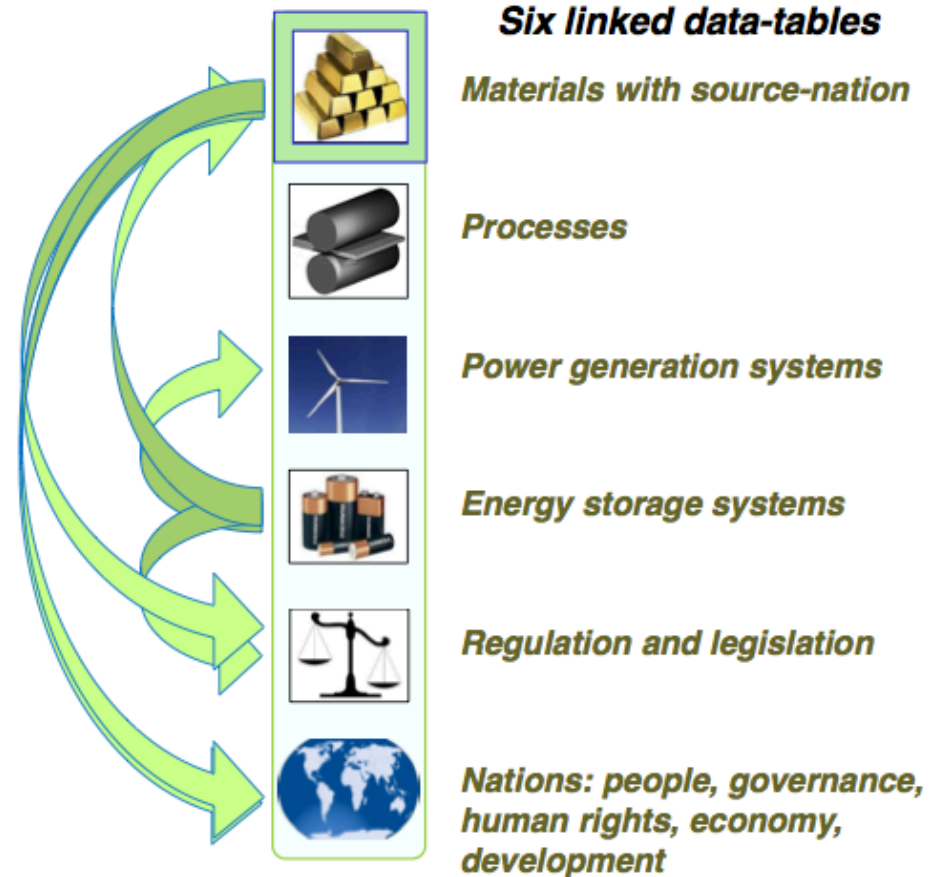 Six linked data-tables
Materials with source-nation
Processes
Power generation systems
Energy storage systems
Regulation and legislation
Nations: people, governance,
human rights, economy,
development